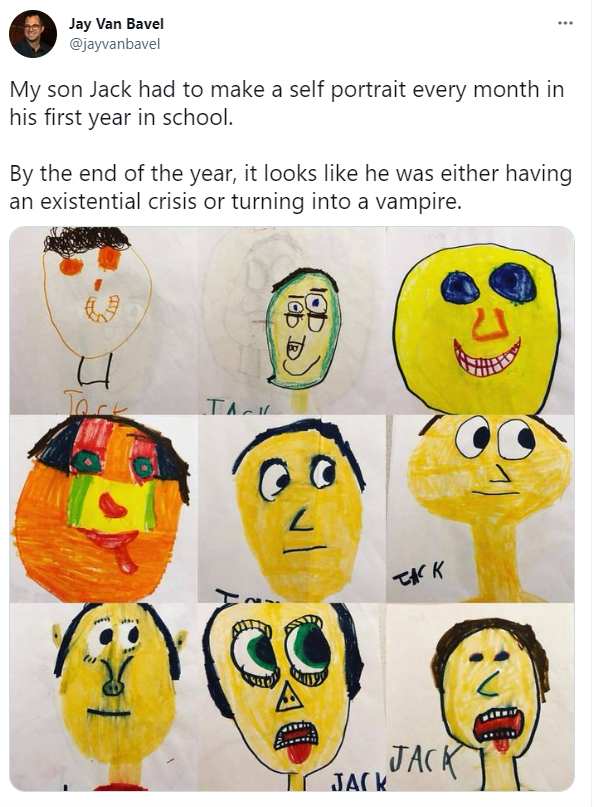 Jay Van Bavel
@jayvanbavel
My son Jack had to make a self portrait every month in
his first year in school.
By the end of the year, it looks like he was either having
an existential crisis or turning into a vampire.
JACK
JACK
JACK
JACK
JACK